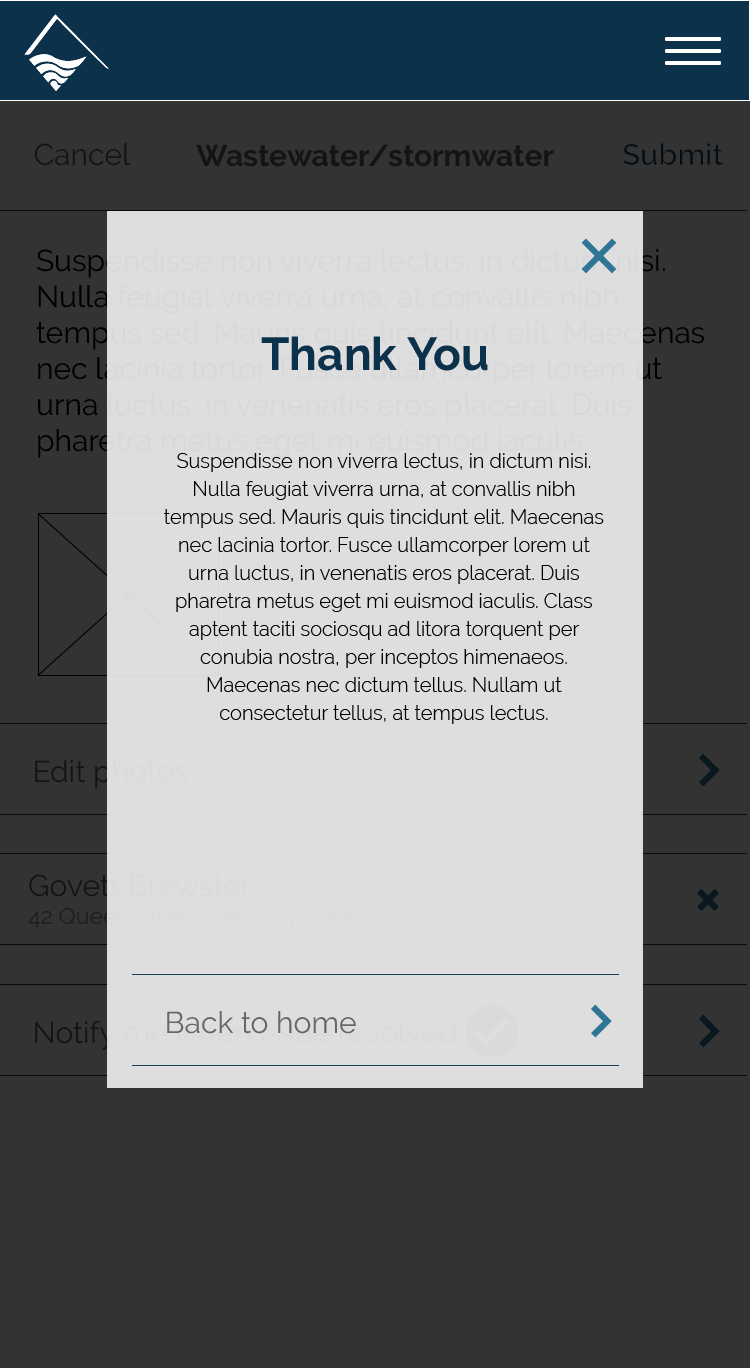 Cancel
Wastewater/stormwater
Submit
Suspendisse non viverra lectus, in dictum nisi.
Nulla feugiat viverra urna, at convallis nibh
tempus sed. Mauris quis tincidunt elit. Maecenas
nec lacinia tortor. Fusce ullamcorper lorem ut
urna luctus, in venenatis eros placerat. Duis
pharetra metus eget mi euismod iaculis.
Thank You
Suspendisse non viverra lectus, in dictum nisi.
Nulla feugiat viverra urna, at convallis nibh
tempus sed. Mauris quis tincidunt elit. Maecenas
nec lacinia tortor. Fusce ullamcorper lorem ut
urna luctus, in venenatis eros placerat. Duis
pharetra metus eget mi euismod iaculis. Class
aptent taciti sociosqu ad litora torquent per
conubia nostra, per inceptos himenaeos.
Maecenas nec dictum tellus. Nullam ut
consectetur tellus, at tempus lectus.
Edit photos
Govett Brewster
42 Queen Street, New Plymouth
Notify me when issue resolved
Back to home